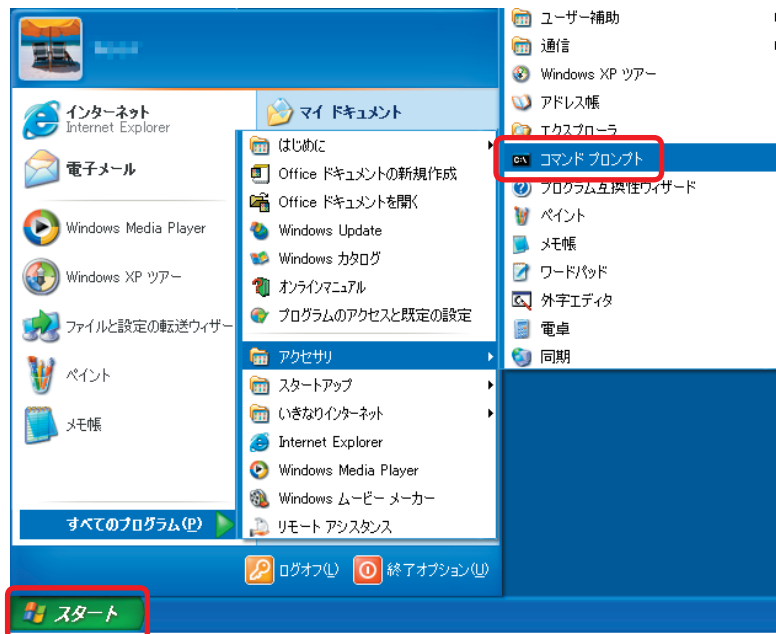 インターネット
Internet Explorer
電子メール
Windows Media Player
Windows XP ツアー
ファイルと設定の転送ウィザー
ペイント
メモ帳
すべてのプログラム(P)
マイ ドキュメント
はじめに
Office ドキュメントの新規作成
Office ドキュメントを開く
Windows Update
Windows カタログ
オンラインマニュアル
プログラムのアクセスと既定の設定
アクセサリ
スタートアップ
いきなりインターネット
Internet Explorer
Windows Media Player
Windows ムービー メーカー
リモート アシスタンス
ユーザー補助
通信
Windows XP ツアー
アドレス帳
エクスプローラ
C:\
コマンド プロンプト
プログラム互換性ウィザード
ペイント
メモ帳
ワードパッド
外字エディタ
電卓
同期
ログオフ(L)
終了オプション(U)
スタート